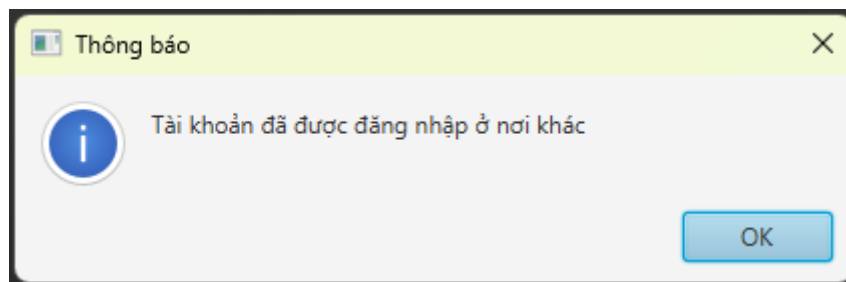 Thông báo
Tài khoản đã được đăng nhập ở nơi khác
OK